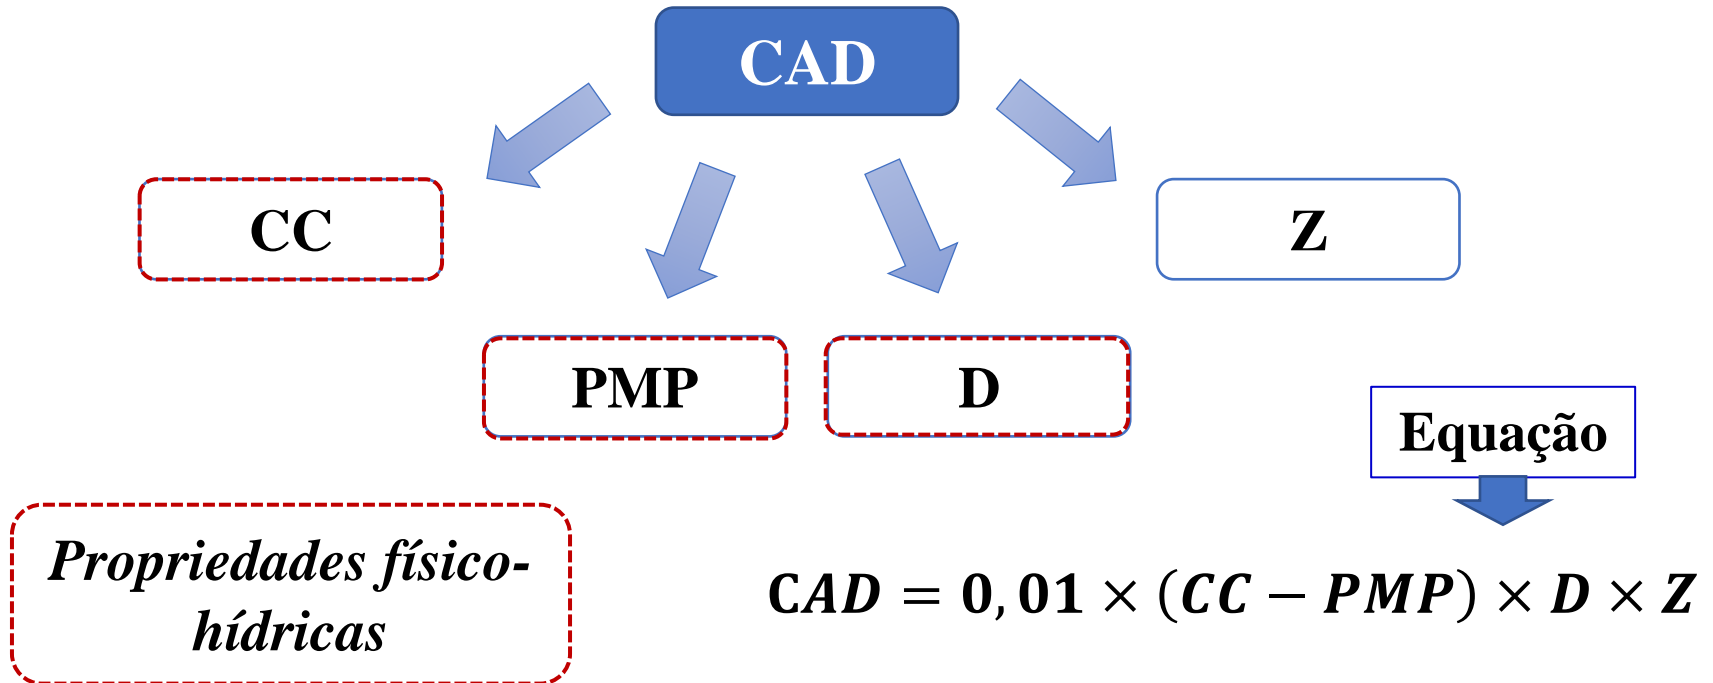 CAD
CC
Z
PMP
D
Equação
Propriedades físico-
hídricas
CAD = 0,01 × (CC − PMP) × D × Z